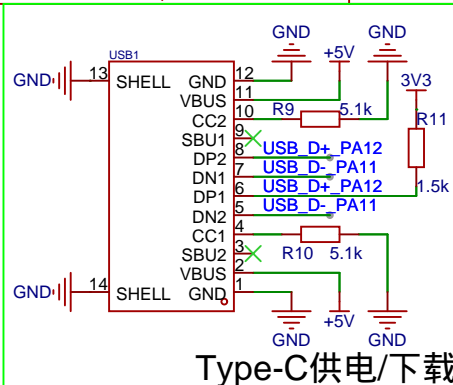 USB1
GND
GND
+5V
3V3
GND 13 SHELL GND 12
VBUS 11
CC2 10 R9 5.1k R11
SBU1 9
DP2 8 USB_D+_PA12
DN1 7 USB_D-_PA11
DP1 6 USB_D+_PA12 1.5k
DN2 5 USB_D-_PA11
CC1 4 R10 5.1k
SBU2 3
VBUS 2
GND 14 SHELL GND 1
+5V
GND
GND
Type-C供电/下载